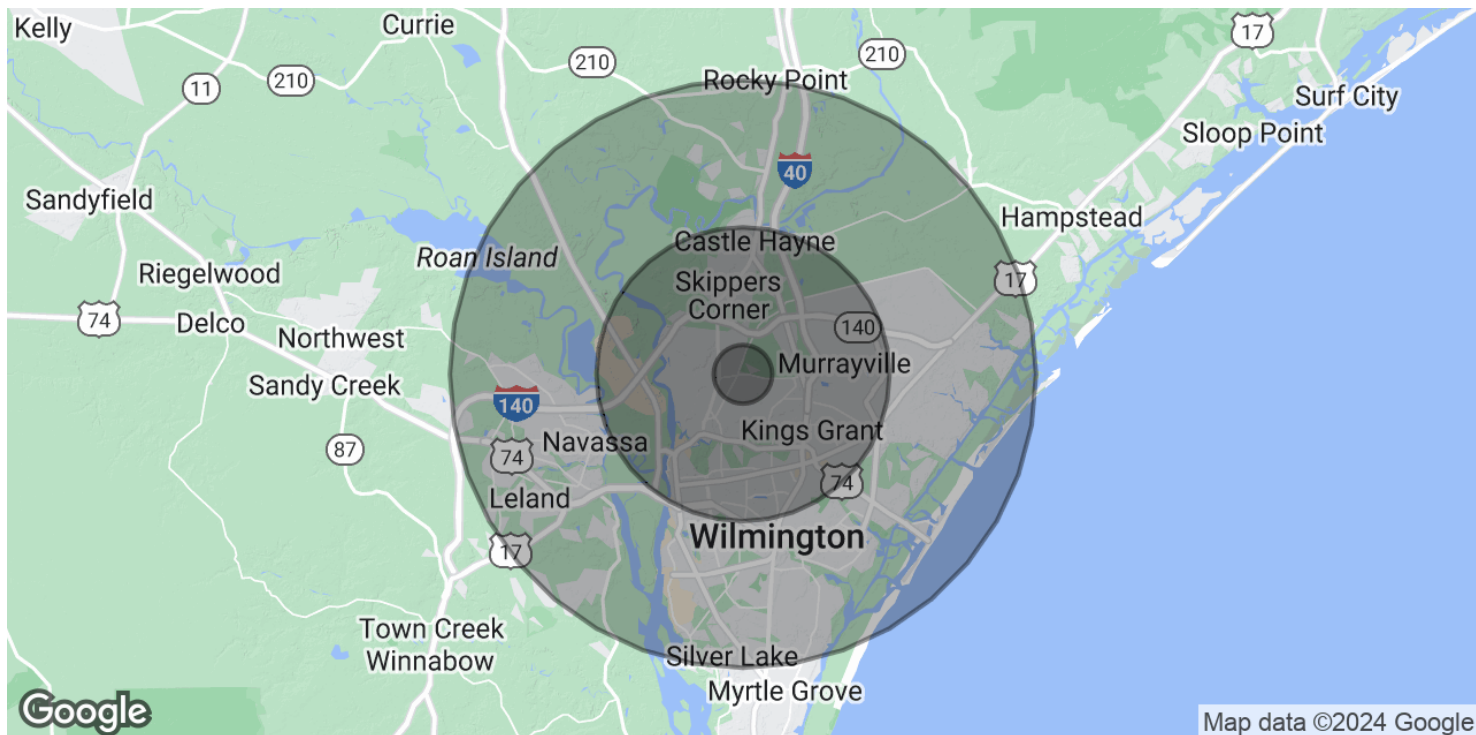 Kelly
Currie
17
210
210
210
11
Rocky Point
Surf City
Sloop Point
40
Sandyfield
Hampstead
Castle Hayne
Roan Island
Riegelwood
17
Skippers
Corner
74
Delco
140
Northwest
Murrayville
Sandy Creek
140
Kings Grant
87
Navassa
74
74
Leland
Wilmington
17
Town Creek
Winnabow
Silver Lake
Myrtle Grove
Google
Map data ©2024 Google